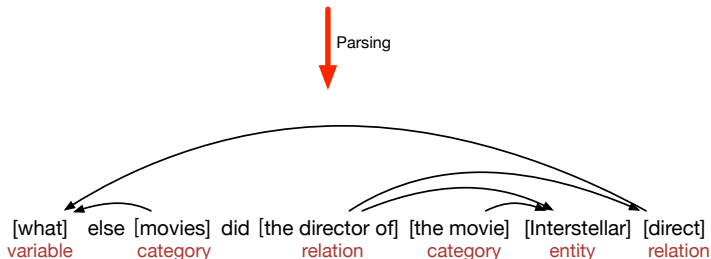 Parsing
[what] else [movies] did [the director of] [the movie] [Interstellar] [direct]
variable category relation category entity relation